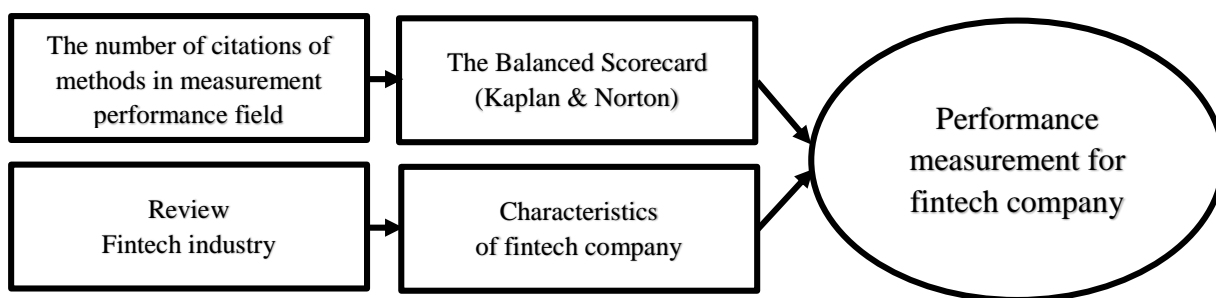 The number of citations of
methods in measurement
performance field
The Balanced Scorecard
(Kaplan & Norton)
Performance
measurement for
fintech company
Review
Fintech industry
Characteristics
of fintech company